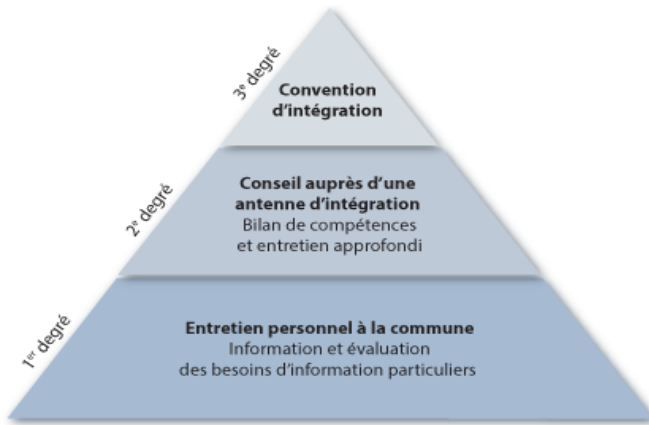 3e degré
Convention
d’intégration
2e degré
Conseil auprès d’une
antenne d’intégration
Bilan de compétences
et entretien approfondi
1er degré
Entretien personnel à la commune
Information et évaluation
des besoins d’information particuliers